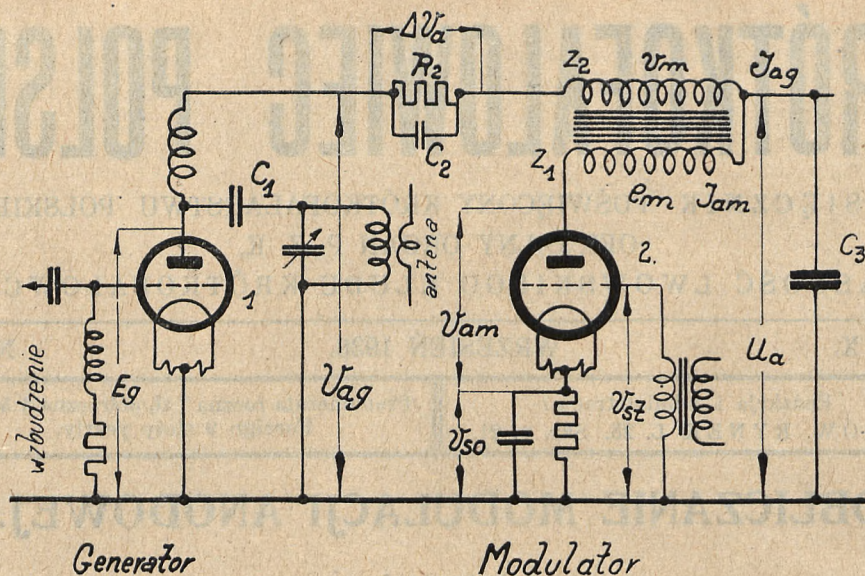 ΔVa
R2
C2
Z2
Vm
Jag
Z1
em Jam
C1
C3
antena
1
2.
wzbudzenie
Eg
Vag
Vam
Vso
Vsż
Ua
Generator
Modulator